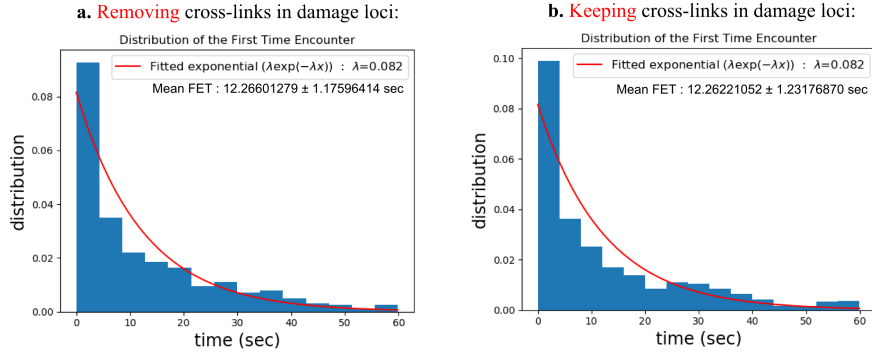 a. Removing cross-links in damage loci:
Distribution of the First Time Encounter
Fitted exponential (λexp(−λx)) : λ=0.082
Mean FET : 12.26601279 ± 1.17596414 sec
distribution
0.08
0.06
0.04
0.02
0.00
0 10 20 30 40 50 60
time (sec)
b. Keeping cross-links in damage loci:
Distribution of the First Time Encounter
Fitted exponential (λexp(−λx)) : λ=0.082
Mean FET : 12.26221052 ± 1.23176870 sec
distribution
0.10
0.08
0.06
0.04
0.02
0.00
0 10 20 30 40 50 60
time (sec)